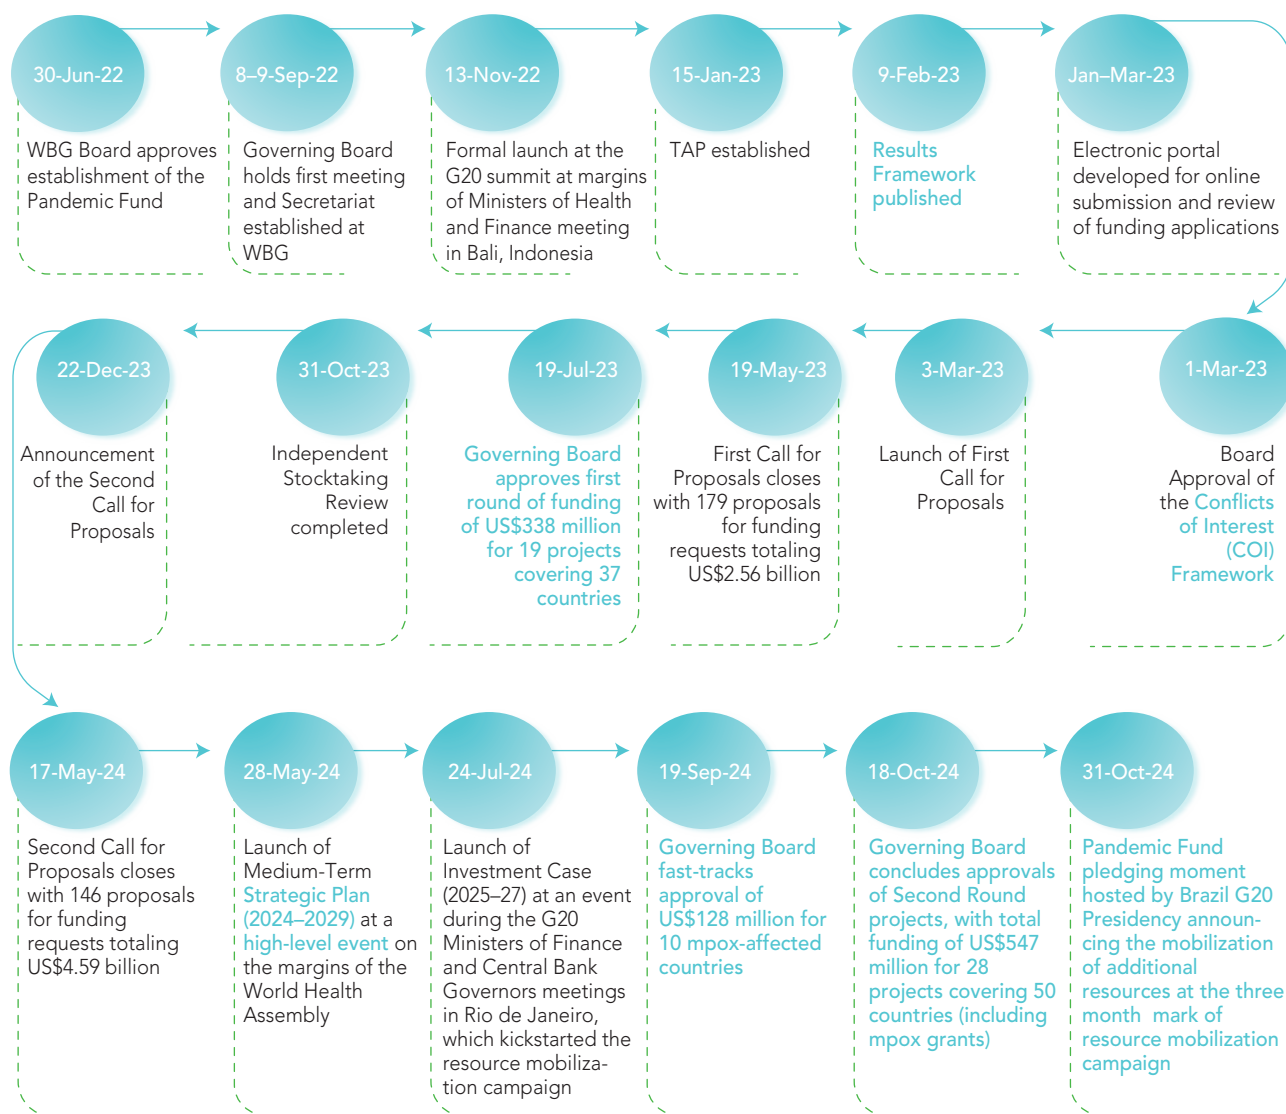 30-Jun-22
WBG Board approves
establishment of the
Pandemic Fund
8–9-Sep-22
Governing Board
holds first meeting
and Secretariat
established at
WBG
13-Nov-22
Formal launch at the
G20 summit at margins
of Ministers of Health
and Finance meeting
in Bali, Indonesia
15-Jan-23
TAP established
9-Feb-23
Results
Framework
published
Jan–Mar-23
Electronic portal
developed for online
submission and review
of funding applications
1-Mar-23
Board
Approval of
the Conflicts
of Interest
(COI)
Framework
3-Mar-23
Launch of First
Call for
Proposals
19-May-23
First Call for
Proposals closes
with 179 proposals
for funding
requests totaling
US$2.56 billion
19-Jul-23
Governing Board
approves first
round of funding
of US$338 million
for 19 projects
covering 37
countries
31-Oct-23
Independent
Stocktaking
Review
completed
22-Dec-23
Announcement
of the Second
Call for
Proposals
17-May-24
Second Call for
Proposals closes
with 146 proposals
for funding
requests totaling
US$4.59 billion
28-May-24
Launch of
Medium-Term
Strategic Plan
(2024–2029) at a
high-level event on
the margins of the
World Health
Assembly
24-Jul-24
Launch of
Investment Case
(2025–27) at an event
during the G20
Ministers of Finance
and Central Bank
Governors meetings
in Rio de Janeiro,
which kickstarted the
resource mobiliza-
tion campaign
19-Sep-24
Governing Board
fast-tracks
approval of
US$128 million for
10 mpox-affected
countries
18-Oct-24
Governing Board
concludes approvals
of Second Round
projects, with total
funding of US$547
million for 28
projects covering 50
countries (including
mpox grants)
31-Oct-24
Pandemic Fund
pledging moment
hosted by Brazil G20
Presidency announ-
cing the mobilization
of additional
resources at the three
month mark of
resource mobilization
campaign